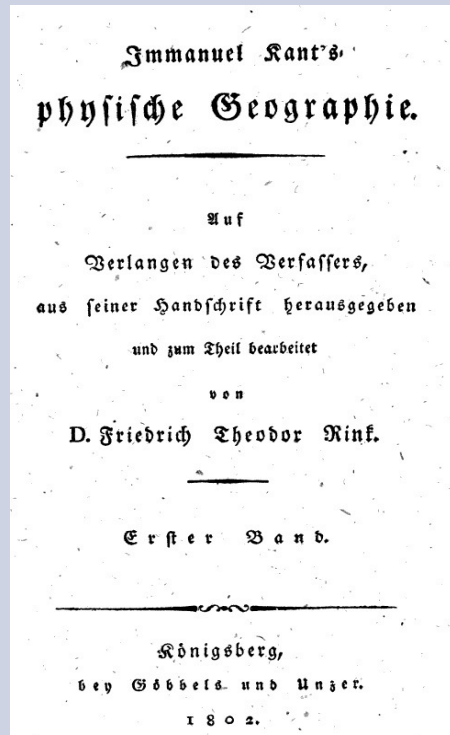 Immanuel Kant's
physische Geographie.
Auf
Verlangen des Verfassers,
aus seiner Handschrift herausgegeben
und zum Theil bearbeitet
von
D. Friedrich Theodor Rink.
Erster Band.
Königsberg,
bey Göbbels und Unzer.
1802.